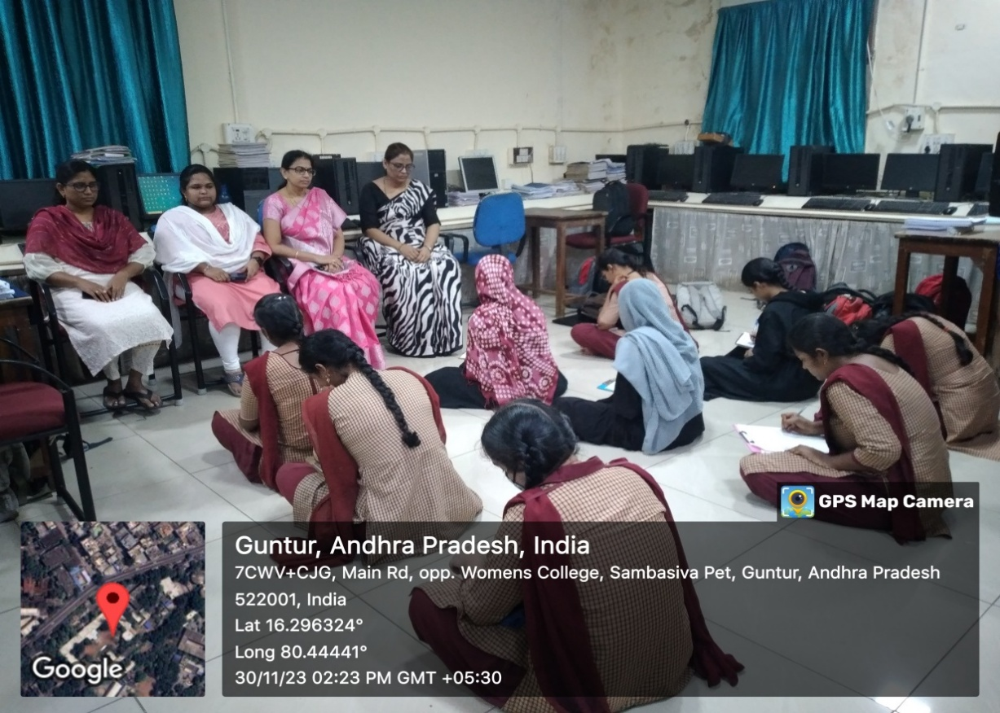 GPS Map Camera
Guntur, Andhra Pradesh, India
7CWV+CJG, Main Rd, opp. Womens College, Sambasiva Pet, Guntur, Andhra Pradesh
522001, India
Lat 16.296324°
Long 80.44441°
30/11/23 02:23 PM GMT +05:30
Google